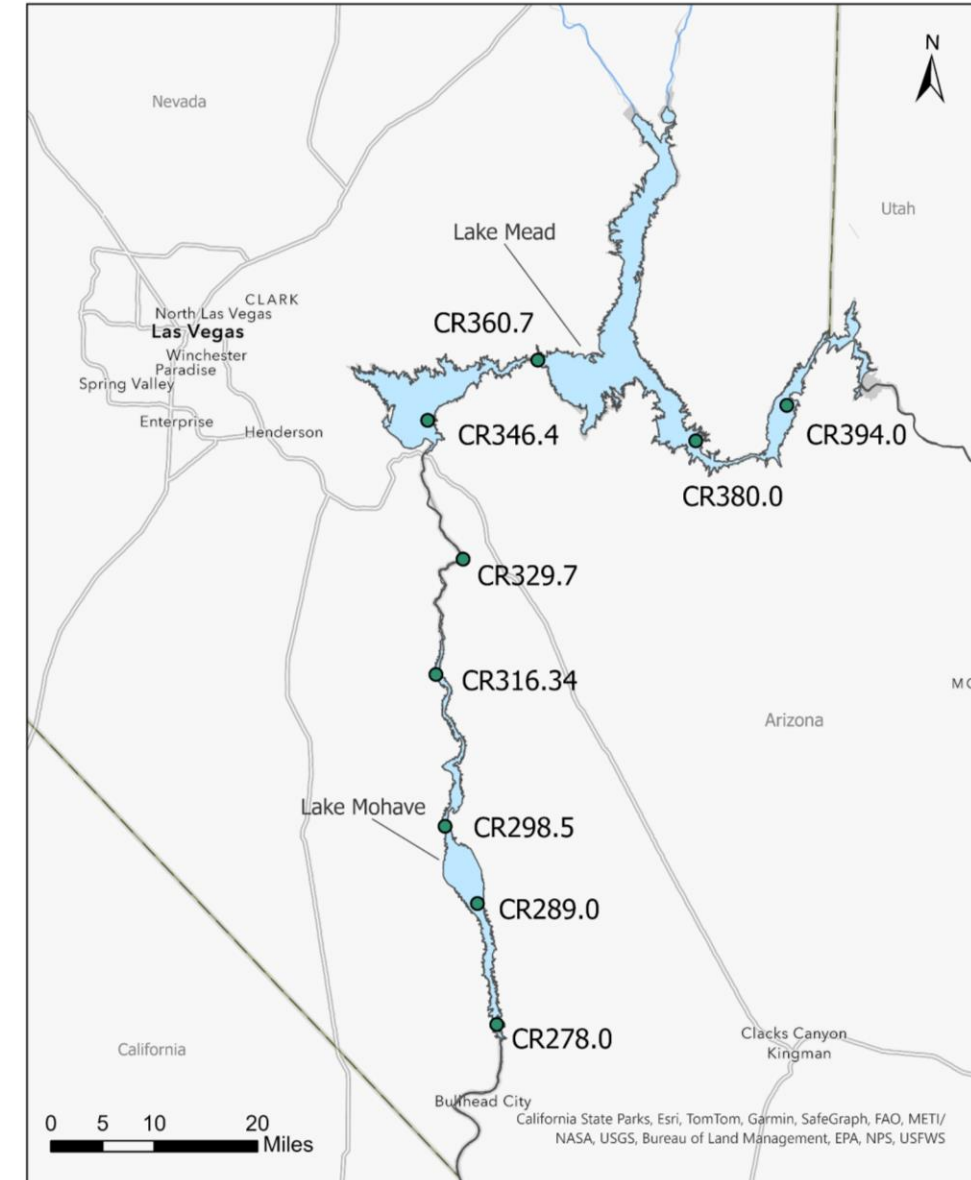 N
Nevada
Utah
Lake Mead
CLARK
North Las Vegas
Las Vegas
Winchester
Paradise
Spring Valley
Enterprise
Henderson
CR360.7
CR346.4
CR394.0
CR380.0
CR329.7
CR316.34
MO
Arizona
Lake Mohave
CR298.5
CR289.0
CR278.0
California
Clacks Canyon
Kingman
Bullhead City
0 5 10 20
Miles
California State Parks, Esri, TomTom, Garmin, SafeGraph, FAO, METI/
NASA, USGS, Bureau of Land Management, EPA, NPS, USFWS